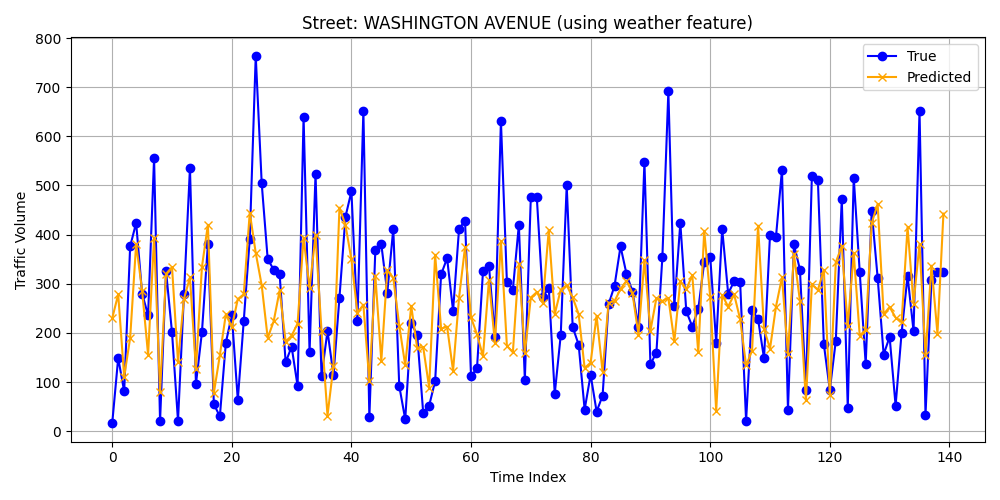 Street: WASHINGTON AVENUE (using weather feature)
True
Predicted
Traffic Volume
800
700
600
500
400
300
200
100
0
0 20 40 60 80 100 120 140
Time Index